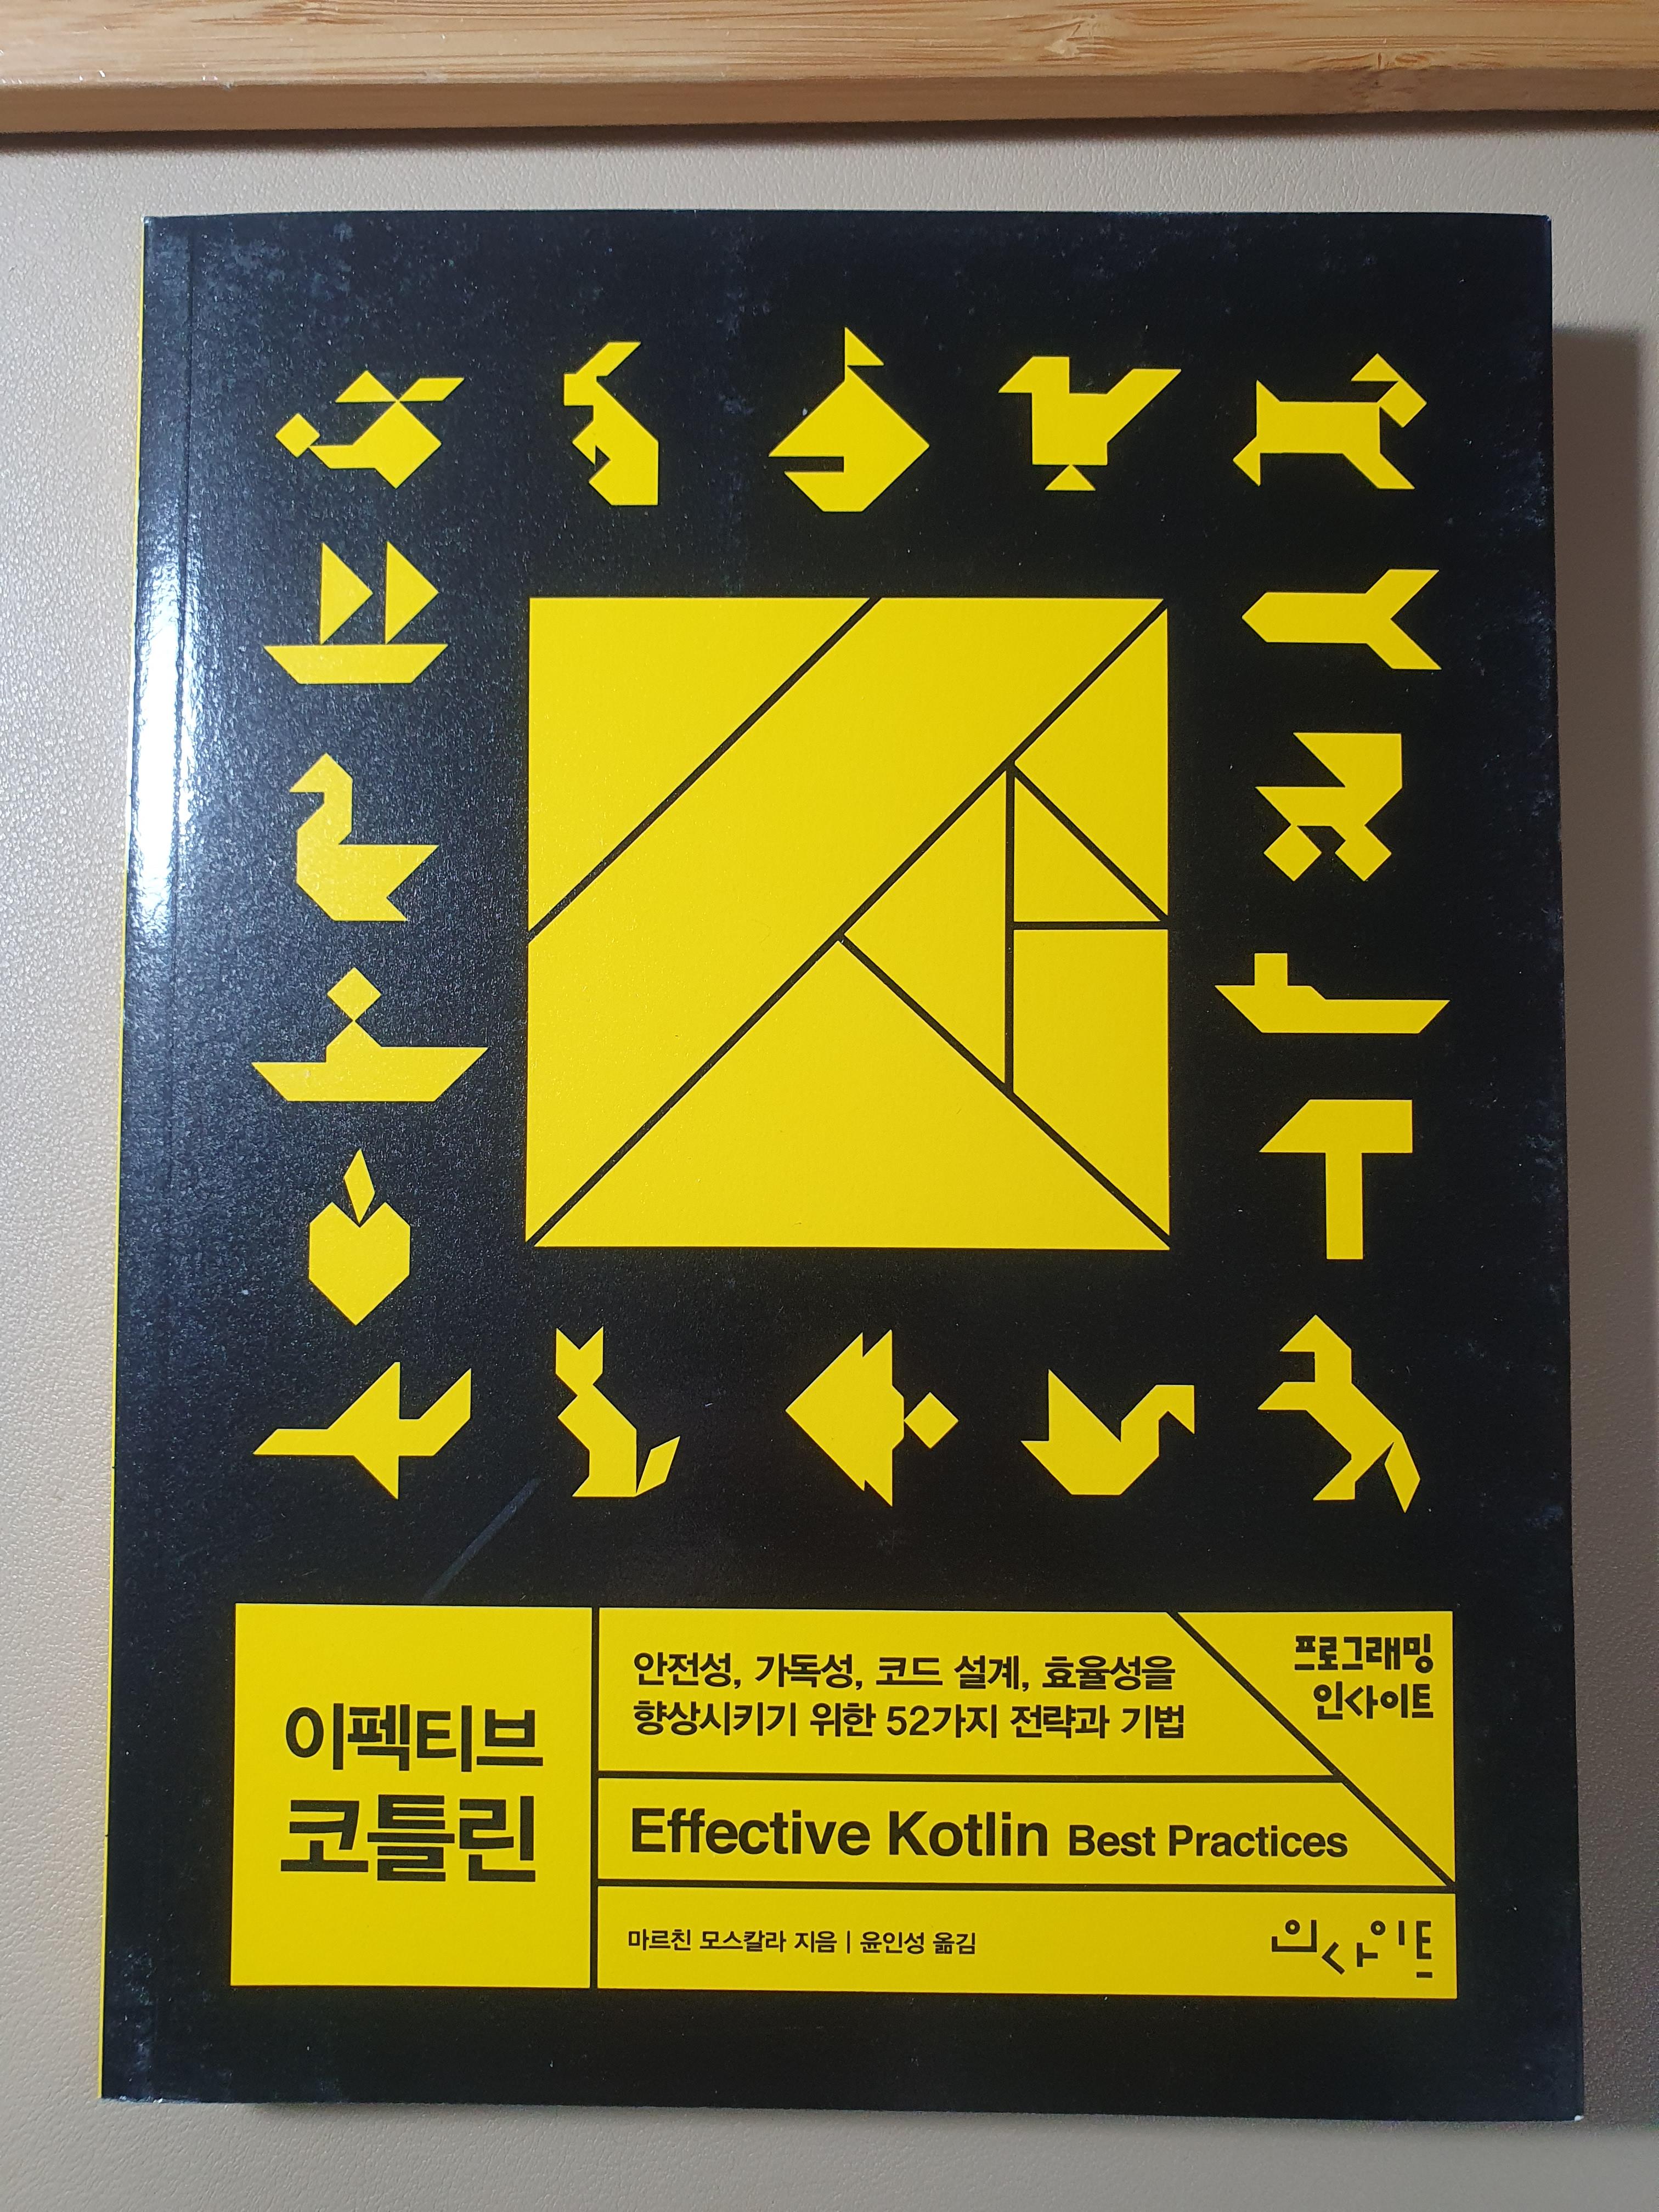 이펙티브
코틀린
안전성, 가독성, 코드 설계, 효율성을
향상시키기 위한 52가지 전략과 기법
프로그래밍
인사이트
Effective Kotlin Best Practices
마르친 모스칼라 지음 | 윤인성 옮김
인사이트